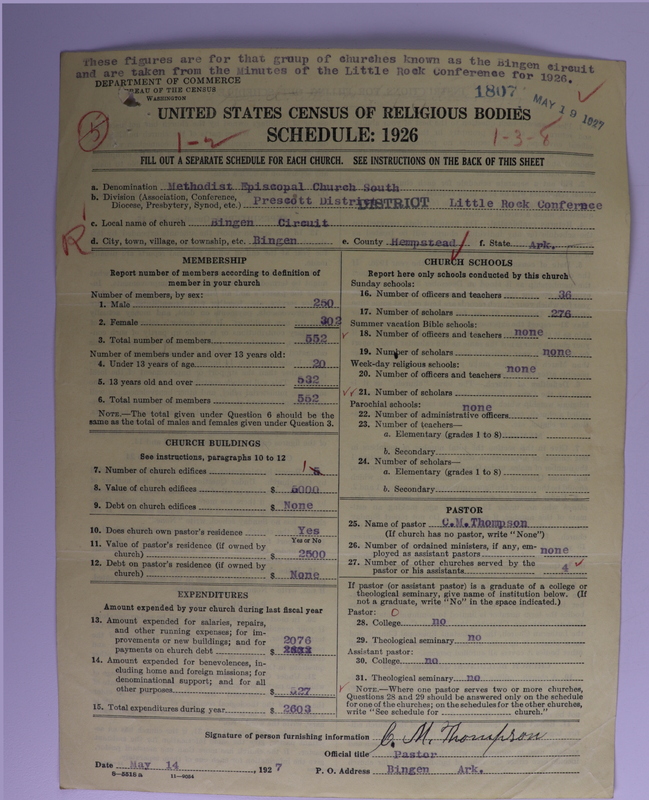 These figures are for that group of churches known as the Bingen circuit
and are taken from the Minutes of the Little Rock Conference for 1926.
DEPARTMENT OF COMMERCE
BUREAU OF THE CENSUS
WASHINGTON
1807
MAY 19 1927
5
UNITED STATES CENSUS OF RELIGIOUS BODIES
1-2
SCHEDULE: 1926
1-3-8
FILL OUT A SEPARATE SCHEDULE FOR EACH CHURCH. SEE INSTRUCTIONS ON THE BACK OF THIS SHEET
a. Denomination Methodist Episcopal Church South
b. Division (Association, Conference, Diocese, Presbytery, Synod, etc.) Prescott District DISTRICT Little Rock Confernce
c. Local name of church Bingen Circuit
R
d. City, town, village, or township, etc. Bingen e. County Hempstead f. State Ark.
MEMBERSHIP
Report number of members according to definition of
member in your church
Number of members, by sex:
1. Male 250
2. Female 302
3. Total number of members 552
Number of members under and over 13 years old:
4. Under 13 years of age 20
5. 13 years old and over 532
6. Total number of members 552
NOTE.—The total given under Question 6 should be the
same as the total of males and females given under Question 3.
CHURCH BUILDINGS
See instructions, paragraphs 10 to 12
7. Number of church edifices 1
8. Value of church edifices $ 5000
9. Debt on church edifices $ None
10. Does church own pastor's residence Yes
Yes or No
11. Value of pastor's residence (if owned by
church) $ 2500
12. Debt on pastor's residence (if owned by
church) $ None
EXPENDITURES
Amount expended by your church during last fiscal year
13. Amount expended for salaries, repairs,
and other running expenses; for im-
provements or new buildings; and for 2076
payments on church debt $
14. Amount expended for benevolences, in-
cluding home and foreign missions; for
denominational support; and for all
other purposes $ 527
15. Total expenditures during year $ 2603
CHURCH SCHOOLS
Report here only schools conducted by this church
Sunday schools:
16. Number of officers and teachers 36
17. Number of scholars 276
Summer vacation Bible schools:
18. Number of officers and teachers none
19. Number of scholars none
Week-day religious schools:
20. Number of officers and teachers none
21. Number of scholars
Parochial schools:
22. Number of administrative officers none
23. Number of teachers—
a. Elementary (grades 1 to 8)
b. Secondary
24. Number of scholars—
a. Elementary (grades 1 to 8)
b. Secondary
PASTOR
25. Name of pastor C.M.Thompson
(If church has no pastor, write "None")
26. Number of ordained ministers, if any, em-
ployed as assistant pastors none
27. Number of other churches served by the
pastor or his assistants 4
If pastor (or assistant pastor) is a graduate of a college or
theological seminary, give name of institution below. (If
not a graduate, write "No" in the space indicated.)
Pastor: 0
28. College no
29. Theological seminary no
Assistant pastor:
30. College no
31. Theological seminary no
NOTE.—Where one pastor serves two or more churches,
Questions 28 and 29 should be answered only on the schedule
for one of the churches; on the schedules for the other churches,
write "See schedule for church."
Signature of person furnishing information C. M. Thompson
Official title Pastor
Date May 14, 1927 P. O. Address Bingen Ark.
11—9564